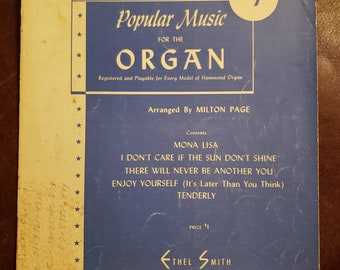 Popular Music
FOR THE
ORGAN
Registered and Playable for Every Model of Hammond Organ
Arranged By MILTON PAGE
Contents
MONA LISA
I DON'T CARE IF THE SUN DON'T SHINE
THERE WILL NEVER BE ANOTHER YOU
ENJOY YOURSELF (It's Later Than You Think)
TENDERLY
PRICE $1
ETHEL SMITH